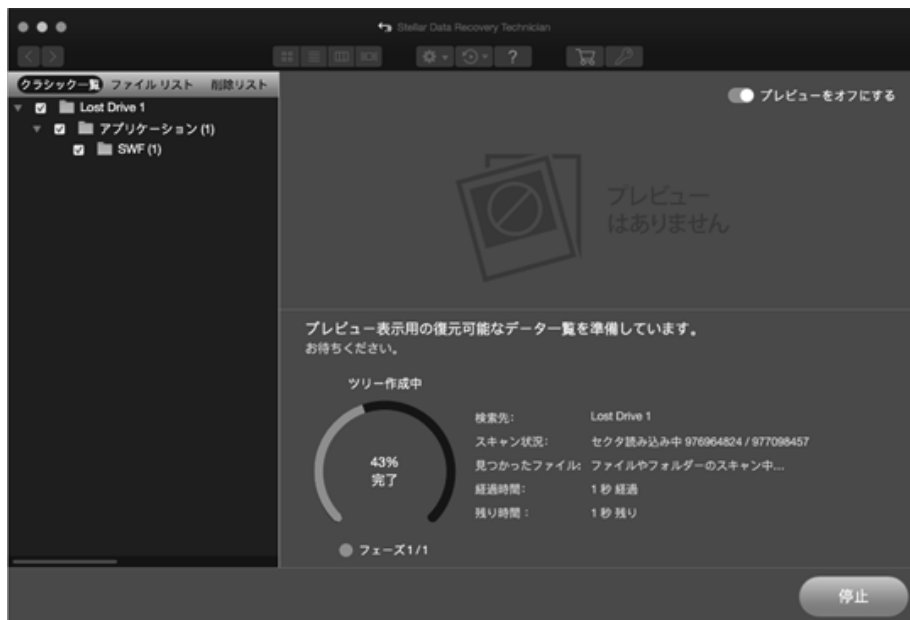 Stellar Data Recovery Technician
?
クラシック一覧 ファイル リスト 削除リスト
Lost Drive 1
アプリケーション (1)
SWF (1)
プレビューをオフにする
プレビュー
はありません
プレビュー表示用の復元可能なデータ一覧を準備しています。
お待ちください。
ツリー作成中
43%
完了
フェーズ1/1
検索先: Lost Drive 1
スキャン状況: セクタ読み込み中 976964824 / 977098457
見つかったファイル: ファイルやフォルダーのスキャン中...
経過時間: 1 秒 経過
残り時間 : 1 秒 残り
停止